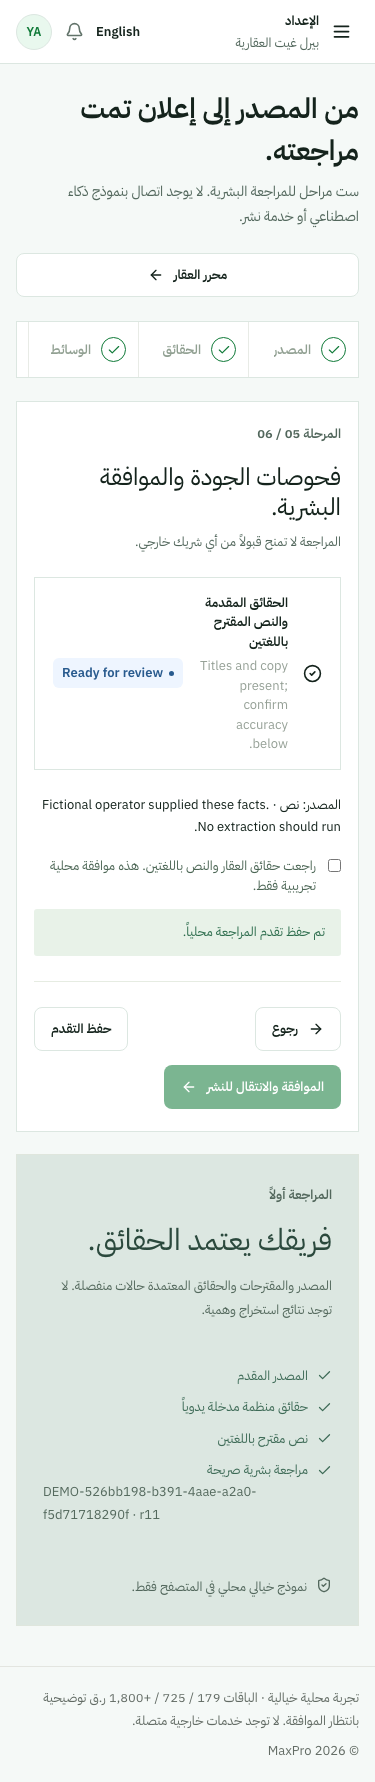 الإعداد
بيرل غيت العقارية
English
YA
من المصدر إلى إعلان تمت
مراجعته.
ست مراحل للمراجعة البشرية. لا يوجد اتصال بنموذج ذكاء
اصطناعي أو خدمة نشر.
محرر العقار
المصدر
الحقائق
الوسائط
المرحلة 05 / 06
فحوصات الجودة والموافقة
البشرية.
المراجعة لا تمنح قبولاً من أي شريك خارجي.
الحقائق المقدمة
والنص المقترح
باللغتين
Titles and copy
present;
confirm
accuracy
below.
Ready for review
المصدر: نص · Fictional operator supplied these facts.
No extraction should run.
راجعت حقائق العقار والنص باللغتين. هذه موافقة محلية
تجريبية فقط.
تم حفظ تقدم المراجعة محلياً.
رجوع
حفظ التقدم
الموافقة والانتقال للنشر
المراجعة أولاً
فريقك يعتمد الحقائق.
المصدر والمقترحات والحقائق المعتمدة حالات منفصلة. لا
توجد نتائج استخراج وهمية.
المصدر المقدم
حقائق منظمة مدخلة يدوياً
نص مقترح باللغتين
مراجعة بشرية صريحة
DEMO-526bb198-b391-4aae-a2a0-
f5d71718290f · r11
نموذج خيالي محلي في المتصفح فقط.
تجربة محلية خيالية · الباقات 179 / 725 / +1,800 ر.ق توضيحية
بانتظار الموافقة. لا توجد خدمات خارجية متصلة.
© 2026 MaxPro